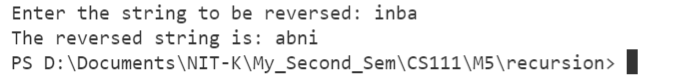 Enter the string to be reversed: inba
The reversed string is: abni
PS D:\Documents\NIT-K\My_Second_Sem\CS111\M5\recursion>